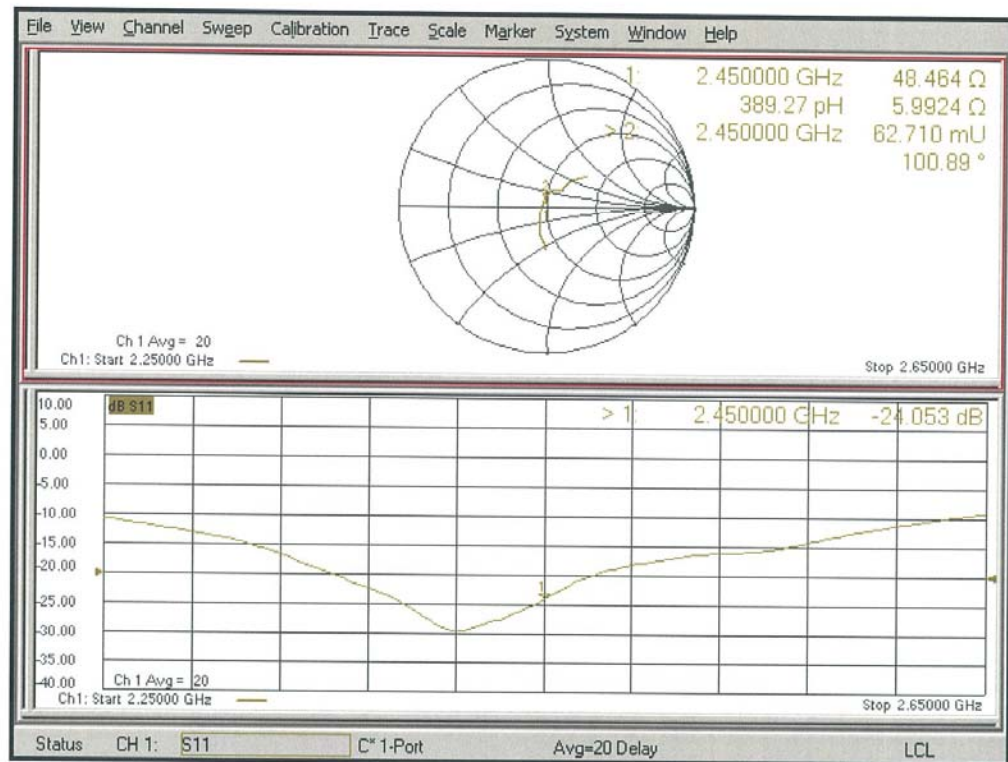 File View Channel Sweep Calibration Trace Scale Marker System Window Help
1: 2.450000 GHz 48.464 Ω
389.27 pH 5.9924 Ω
> 2: 2.450000 GHz 62.710 mU
100.89 °
Ch 1 Avg = 20
Ch1: Start 2.25000 GHz
Stop 2.65000 GHz
10.00 dB S11 > 1: 2.450000 GHz -24.053 dB
5.00
0.00
-5.00
-10.00
-15.00
-20.00
-25.00 1
-30.00
-35.00
-40.00 Ch 1 Avg = 20
Ch1: Start 2.25000 GHz
Stop 2.65000 GHz
Status CH 1: S11 C* 1-Port Avg=20 Delay LCL